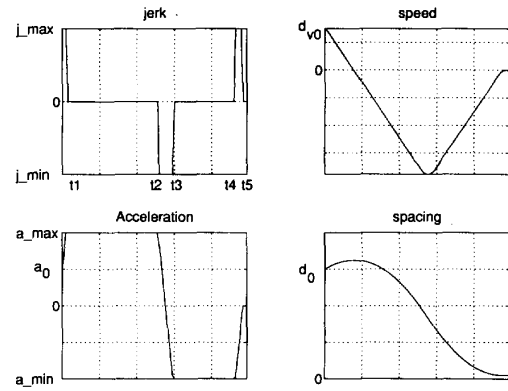 jerk
j_max
0
j_min
t1
t2
t3
t4
t5
speed
d_v0
0
Acceleration
a_max
a_0
0
a_min
spacing
d_0
0